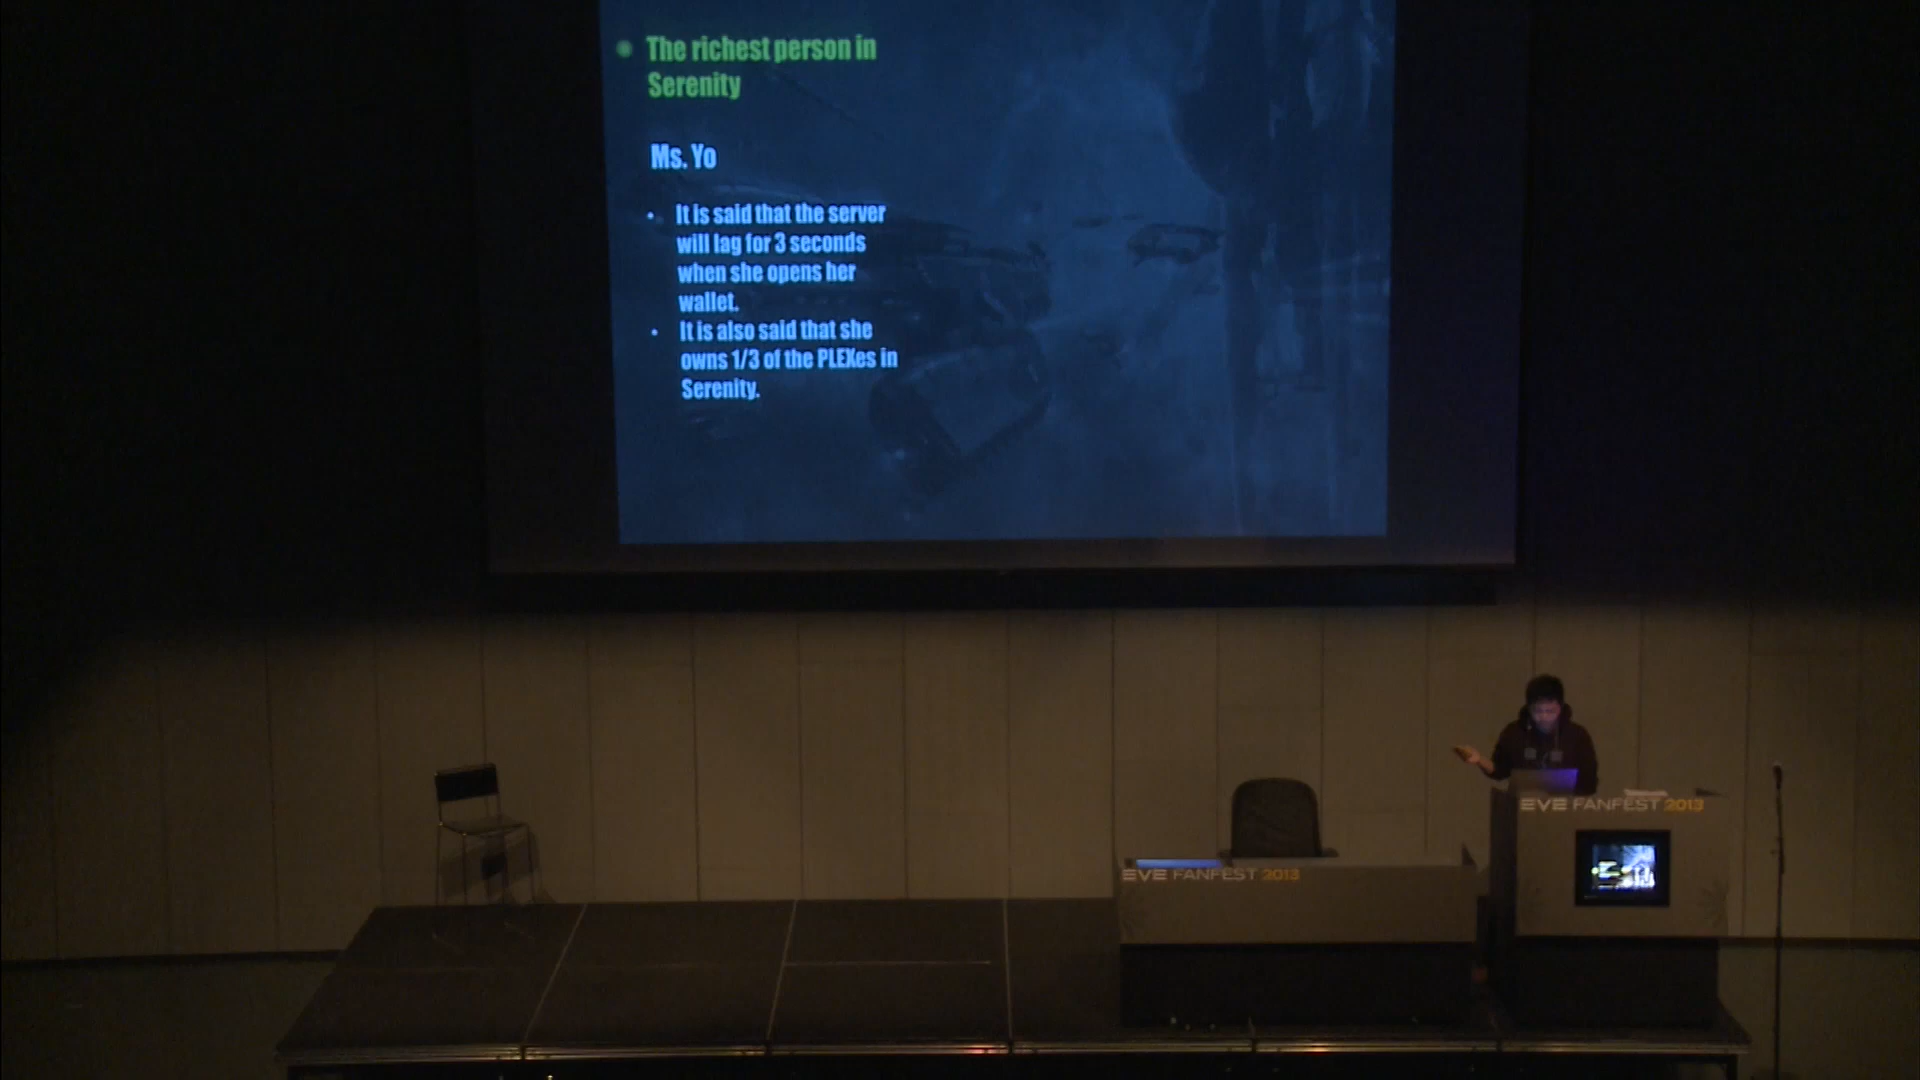 The richest person in
Serenity
Ms. Yo
• It is said that the server
will lag for 3 seconds
when she opens her
wallet.
• It is also said that she
owns 1/3 of the PLEXes in
Serenity.
EVE FANFEST 2013
EVE FANFEST 2013